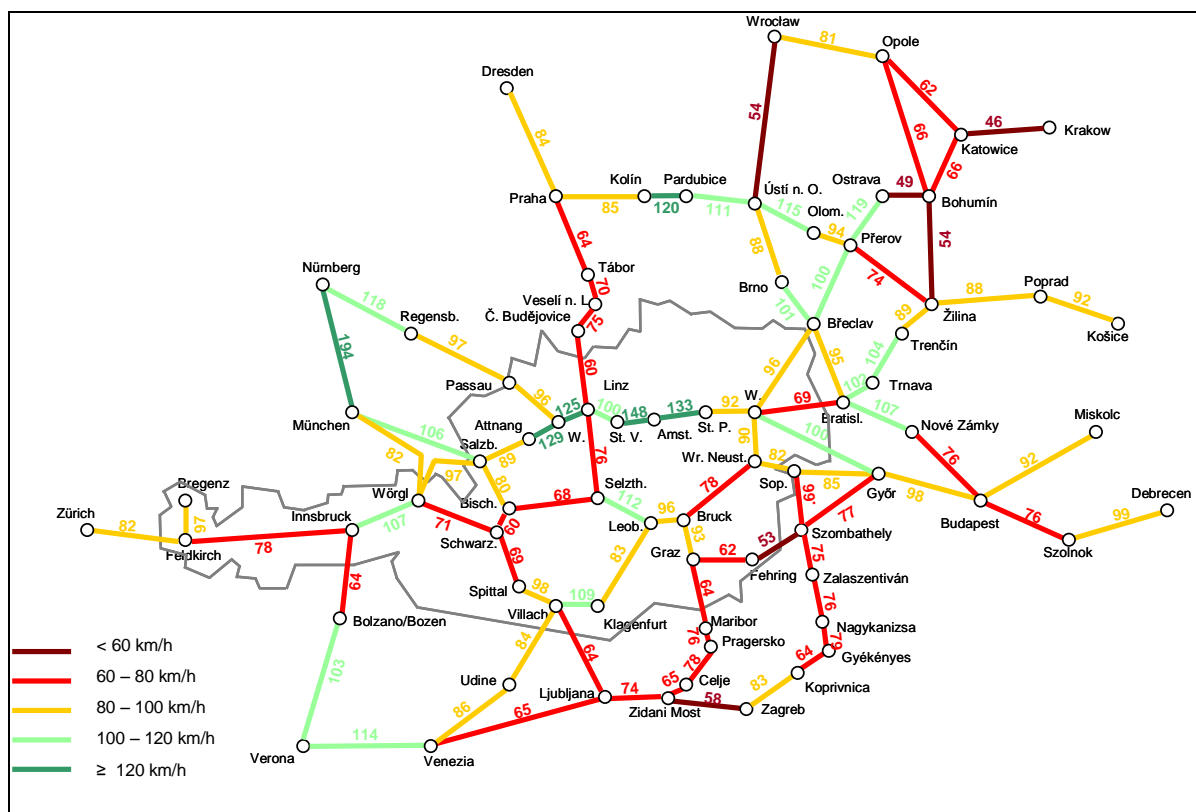 Wrocław
81
Opole
Dresden
62
54
46
Krakow
84
66
Katowice
66
Kolín
Pardubice
Ostrava
49
Praha
85
120
111
Ústí n. O.
Bohumín
115
Olom.
119
94
Přerov
54
64
88
Nürnberg
Tábor
100
74
70
Brno
Poprad
88
92
118
Veselí n. L
101
Žilina
Regensb.
Č. Budějovice
75
Břeclav
89
Košice
194
97
Trenčín
60
96
95
104
Passau
96
Linz
102
Trnava
125
100
148
133
92
W.
69
Miskolc
München
Attnang
W.
St. V.
Amst.
St. P.
Bratisl.
107
Nové Zámky
106
129
100
Salzb.
89
82
76
90
92
97
Wr. Neust.
82
76
Bregenz
80
Selzth.
78
Sop.
85
98
Debrecen
Wörgl
68
112
Győr
Zürich
Innsbruck
Bisch.
96
99
97
107
Leob.
Bruck
99'
77
Budapest
76
82
71
60
93
Szombathely
Feldkirch
78
Schwarz.
83
Graz
53
Szolnok
69
62
75
64
Fehring
Spittal
98
Zalaszentiván
109
64
76
Villach
Klagenfurt
Bolzano/Bozen
Maribor
Nagykanizsa
76
79
< 60 km/h
84
Pragersko
64
78
64
Gyékényes
103
60 – 80 km/h
Udine
65
Celje
Koprivnica
Ljubljana
74
83
80 – 100 km/h
86
65
Zidani Most
58
Zagreb
100 – 120 km/h
114
Verona
Venezia
≥ 120 km/h